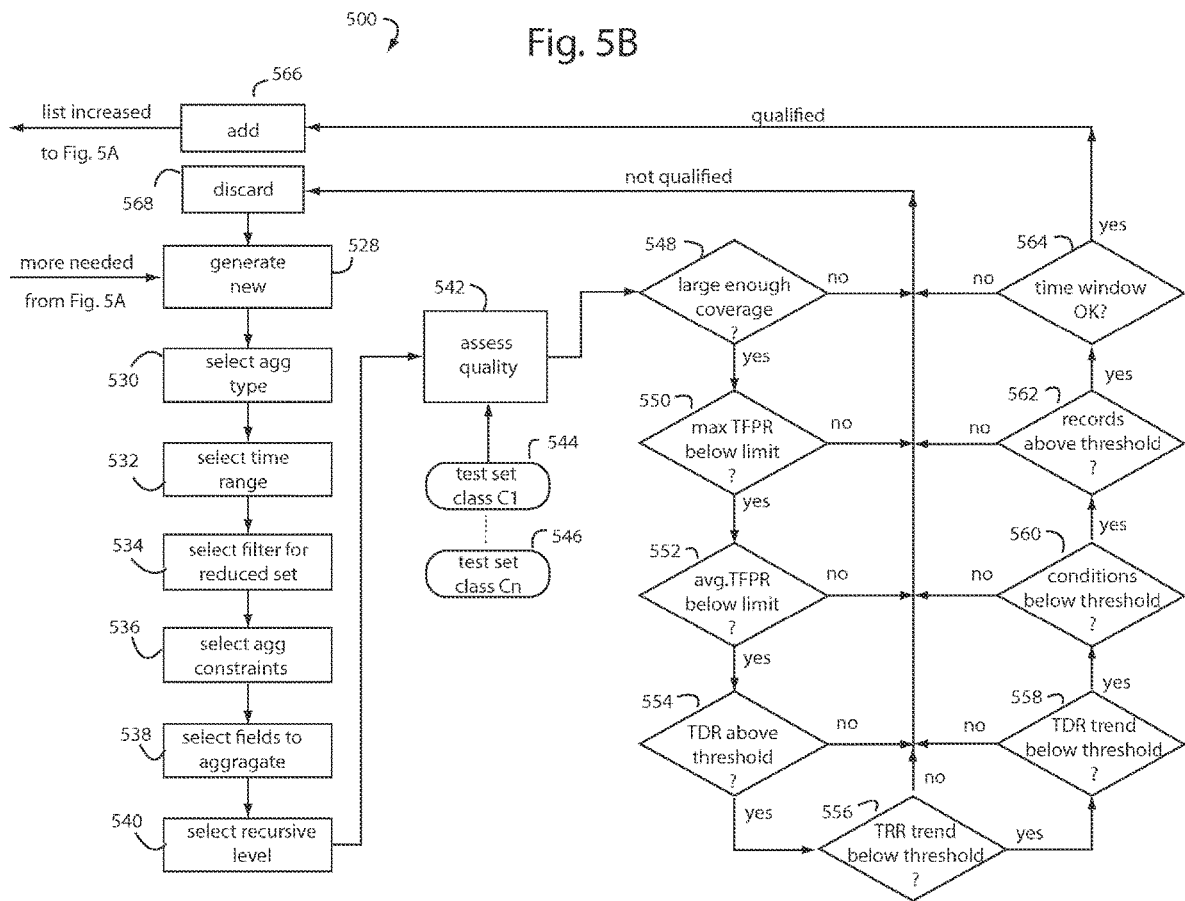 500
Fig. 5B
566
list increased
add
qualified
to Fig. 5A
568
discard
not qualified
more needed
from Fig. 5A
generate
new
528
530
select agg
type
532
select time
range
534
select filter for
reduced set
536
select agg
constraints
538
select fields to
aggragate
540
select recursive
level
542
assess
quality
544
test set
class C1
546
test set
class Cn
548
large enough
coverage
?
no
yes
550
max TFPR
below limit
?
no
yes
552
avg.TFPR
below limit
?
no
yes
554
TDR above
threshold
?
no
yes
556
TRR trend
below threshold
?
no
yes
558
TDR trend
below threshold
?
no
yes
560
conditions
below threshold
?
no
yes
562
records
above threshold
?
no
yes
564
time window
OK?
no
yes